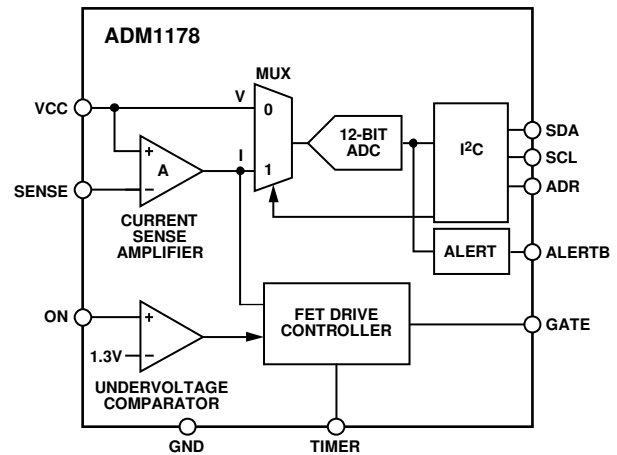 ADM1178
MUX
VCC
V
0
12-BIT
ADC
I²C
SDA
SCL
ADR
+
A
−
I
1
SENSE
CURRENT
SENSE
AMPLIFIER
ALERT
ALERTB
ON
+
1.3V
−
FET DRIVE
CONTROLLER
GATE
UNDERVOLTAGE
COMPARATOR
GND
TIMER